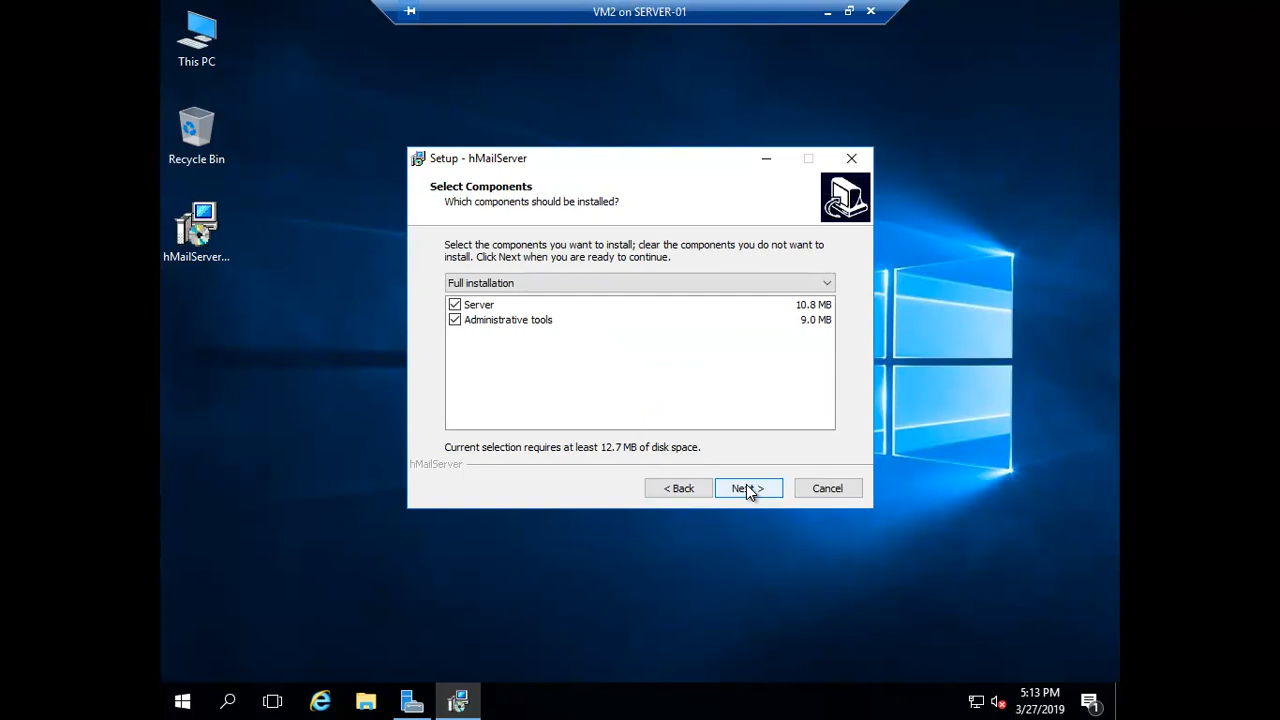 VM2 on SERVER-01
This PC
Recycle Bin
hMailServer...
Setup - hMailServer
Select Components
Which components should be installed?
Select the components you want to install; clear the components you do not want to
install. Click Next when you are ready to continue.
Full installation
Server 10.8 MB
Administrative tools 9.0 MB
Current selection requires at least 12.7 MB of disk space.
hMailServer
< Back
Next >
Cancel
5:13 PM
3/27/2019
1